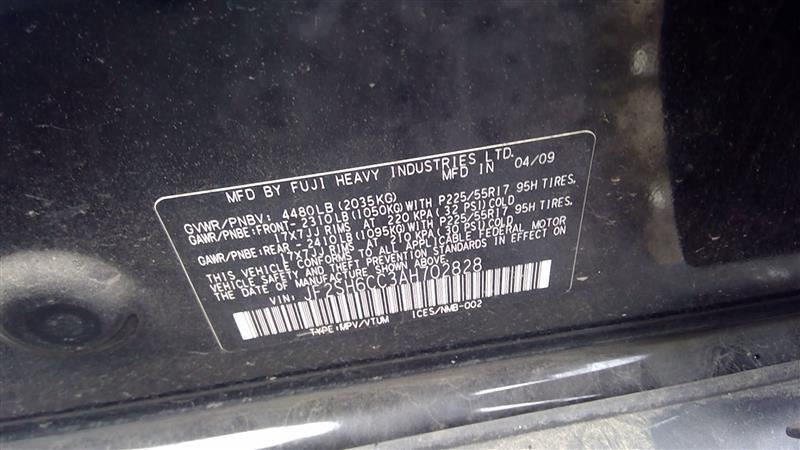 MFD BY FUJI HEAVY INDUSTRIES LTD. MFD IN 04/09
GVWR/PNBV: 4480LB(2035KG)
GAWR/PNBE:FRONT-2310LB(1050KG)WITH P225/55R17 95H TIRES,
17X7JJ RIMS AT 220 KPA(32 PSI)COLD
GAWR/PNBE:REAR -2410LB(1095KG)WITH P225/55R17 95H TIRES,
17X7JJ RIMS AT 210 KPA(30 PSI)COLD
THIS VEHICLE CONFORMS TO ALL APPLICABLE FEDERAL MOTOR
VEHICLE SAFETY AND THEFT PREVENTION STANDARDS IN EFFECT ON
THE DATE OF MANUFACTURE SHOWN ABOVE.
VIN: JF2SH6CC3AH702828
TYPE:MPV/VTUM ICES/NMB-002